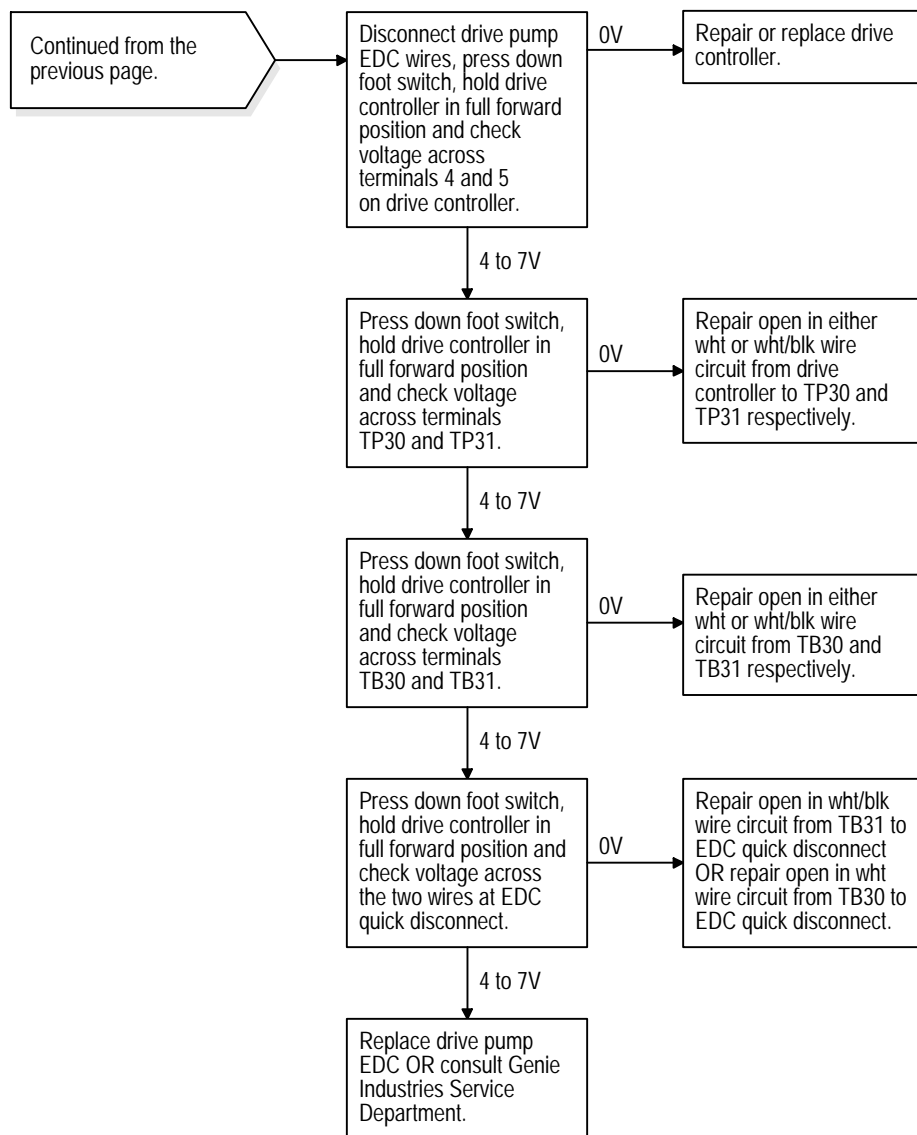 Continued from the
previous page.
Disconnect drive pump
EDC wires, press down
foot switch, hold drive
controller in full forward
position and check
voltage across
terminals 4 and 5
on drive controller.
0V
Repair or replace drive
controller.
4 to 7V
Press down foot switch,
hold drive controller in
full forward position
and check voltage
across terminals
TP30 and TP31.
0V
Repair open in either
wht or wht/blk wire
circuit from drive
controller to TP30 and
TP31 respectively.
4 to 7V
Press down foot switch,
hold drive controller in
full forward position
and check voltage
across terminals
TB30 and TB31.
0V
Repair open in either
wht or wht/blk wire
circuit from TB30 and
TB31 respectively.
4 to 7V
Press down foot switch,
hold drive controller in
full forward position and
check voltage across
the two wires at EDC
quick disconnect.
0V
Repair open in wht/blk
wire circuit from TB31 to
EDC quick disconnect
OR repair open in wht
wire circuit from TB30 to
EDC quick disconnect.
4 to 7V
Replace drive pump
EDC OR consult Genie
Industries Service
Department.